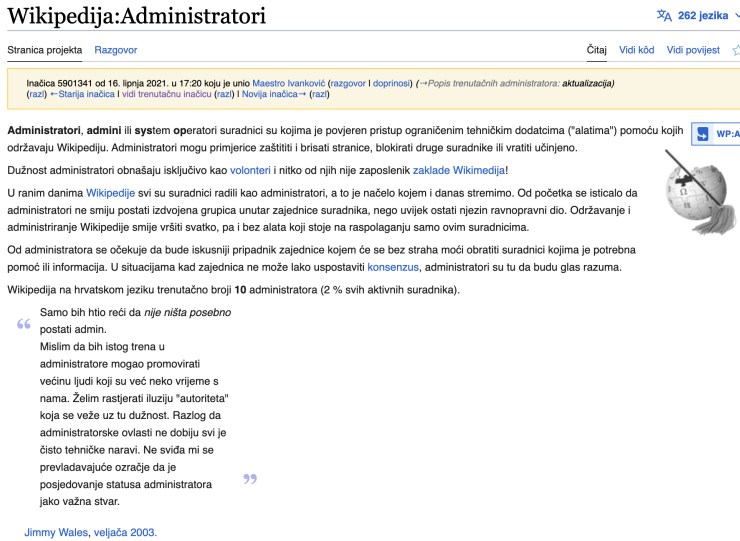 Wikipedija:Administratori
262 jezika
Stranica projekta Razgovor Čitaj Vidi kôd Vidi povijest
Inačica 5901341 od 16. lipnja 2021. u 17:20 koju je unio Maestro Ivanković (razgovor | doprinosi) (→Popis trenutačnih administratora: aktualizacija)
(razl) ←Starija inačica | vidi trenutačnu inačicu (razl) | Novija inačica→ (razl)
Administratori, admini ili system operatori suradnici su kojima je povjeren pristup ograničenim tehničkim dodatcima ("alatima") pomoću kojih
WP:A
održavaju Wikipediju. Administratori mogu primjerice zaštititi i brisati stranice, blokirati druge suradnike ili vratiti učinjeno.
Dužnost administratori obnašaju isključivo kao volonteri i nitko od njih nije zaposlenik zaklade Wikimedija!
U ranim danima Wikipedije svi su suradnici radili kao administratori, a to je načelo kojem i danas stremimo. Od početka se isticalo da
administratori ne smiju postati izdvojena grupica unutar zajednice suradnika, nego uvijek ostati njezin ravnopravni dio. Održavanje i
administriranje Wikipedije smije vršiti svatko, pa i bez alata koji stoje na raspolaganju samo ovim suradnicima.
Od administratora se očekuje da bude iskusniji pripadnik zajednice kojem će se bez straha moći obratiti suradnici kojima je potrebna
pomoć ili informacija. U situacijama kad zajednica ne može lako uspostaviti konsenzus, administratori su tu da budu glas razuma.
Wikipedija na hrvatskom jeziku trenutačno broji 10 administratora (2 % svih aktivnih suradnika).
“ Samo bih htio reći da nije ništa posebno
postati admin.
Mislim da bih istog trena u
administratore mogao promovirati
većinu ljudi koji su već neko vrijeme s
nama. Želim rastjerati iluziju "autoriteta"
koja se veže uz tu dužnost. Razlog da
administratorske ovlasti ne dobiju svi je
čisto tehničke naravi. Ne sviđa mi se
prevladavajuće ozračje da je
posjedovanje statusa administratora ”
jako važna stvar.
Jimmy Wales, veljača 2003.